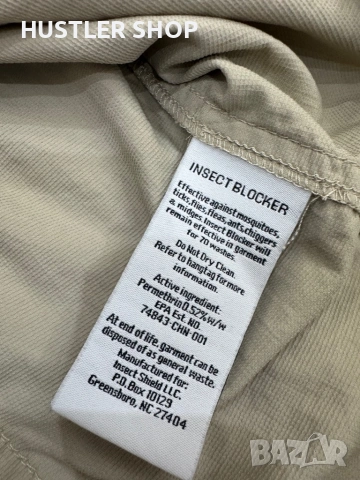 HUSTLER SHOP
INSECT BLOCKER
Effective against mosquitoes,
ticks, flies, fleas, ants, chiggers
& midges. Insect Blocker will
remain effective in garment
for 70 washes.
Do Not Dry Clean.
Refer to hangtag for more
information.
Active ingredient:
Permethrin 0.52% w/w
EPA Est. NO.
74843-CHN-001
At end of life, garment can be
disposed of as general waste.
Manufactured for:
Insect Shield LLC.
P.O. Box 10129
Greensboro, NC 27404
BAZAR